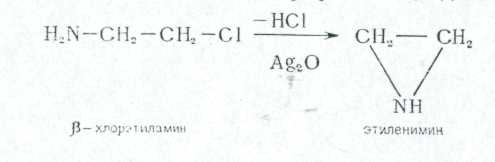 −HCl
H₂N−CH₂−CH₂−Cl CH₂ CH₂
Ag₂O
NH
β− хлорэтиламин этиленимин